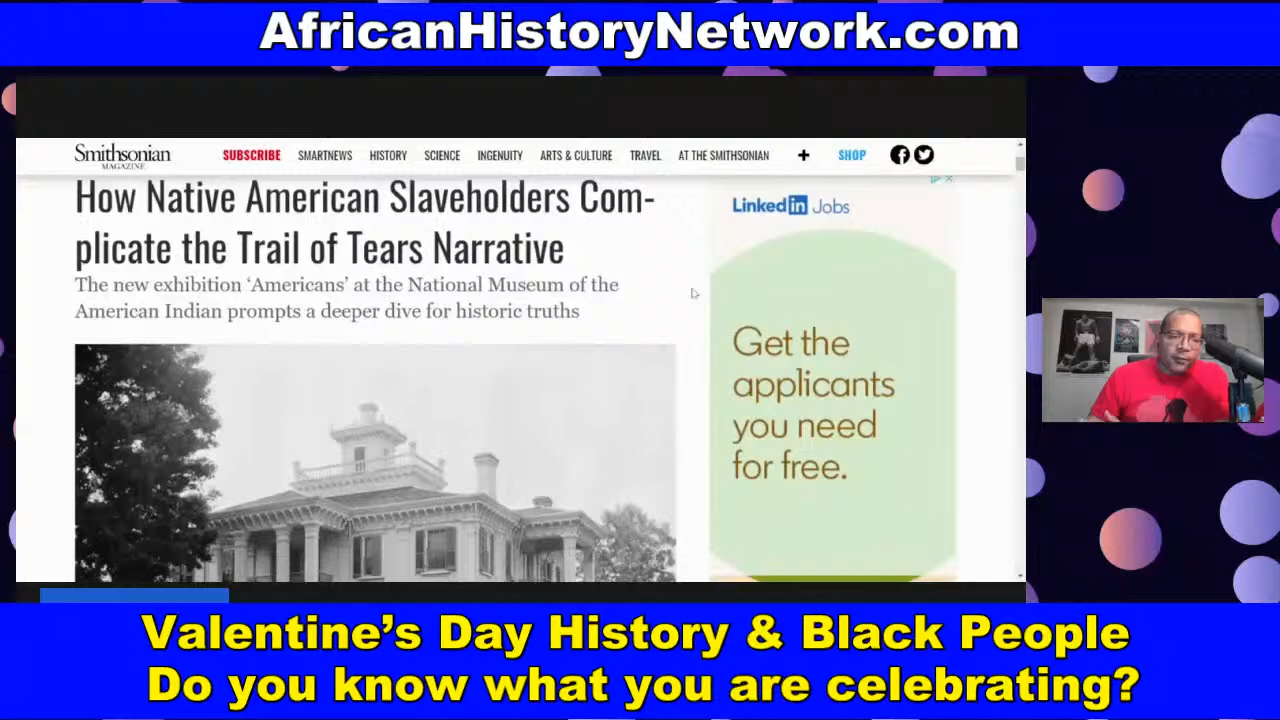 AfricanHistoryNetwork.com
Smithsonian
MAGAZINE
SUBSCRIBE SMARTNEWS HISTORY SCIENCE INGENUITY ARTS & CULTURE TRAVEL AT THE SMITHSONIAN + SHOP
How Native American Slaveholders Com-
plicate the Trail of Tears Narrative
The new exhibition ‘Americans’ at the National Museum of the
American Indian prompts a deeper dive for historic truths
Linkedin Jobs
Get the
applicants
you need
for free.
Valentine’s Day History & Black People
Do you know what you are celebrating?